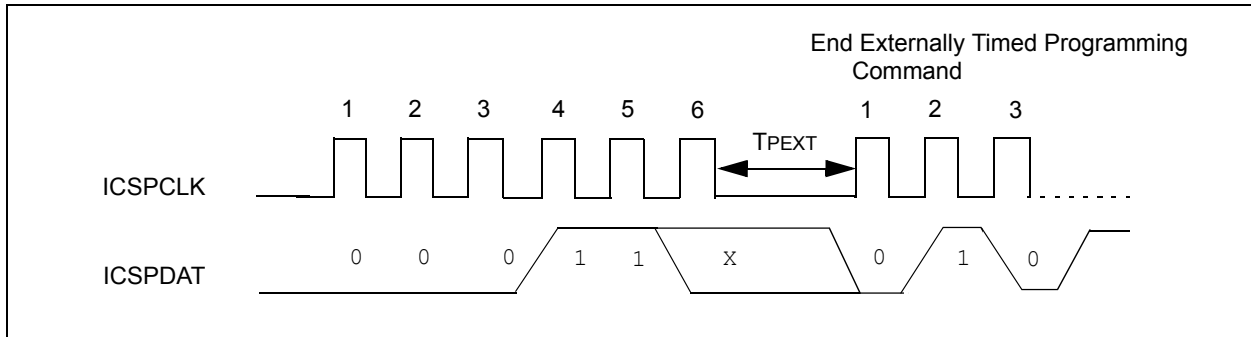 End Externally Timed Programming
Command
1 2 3 4 5 6 1 2 3
TPEXT
ICSPCLK
ICSPDAT
0 0 0 1 1 X 0 1 0